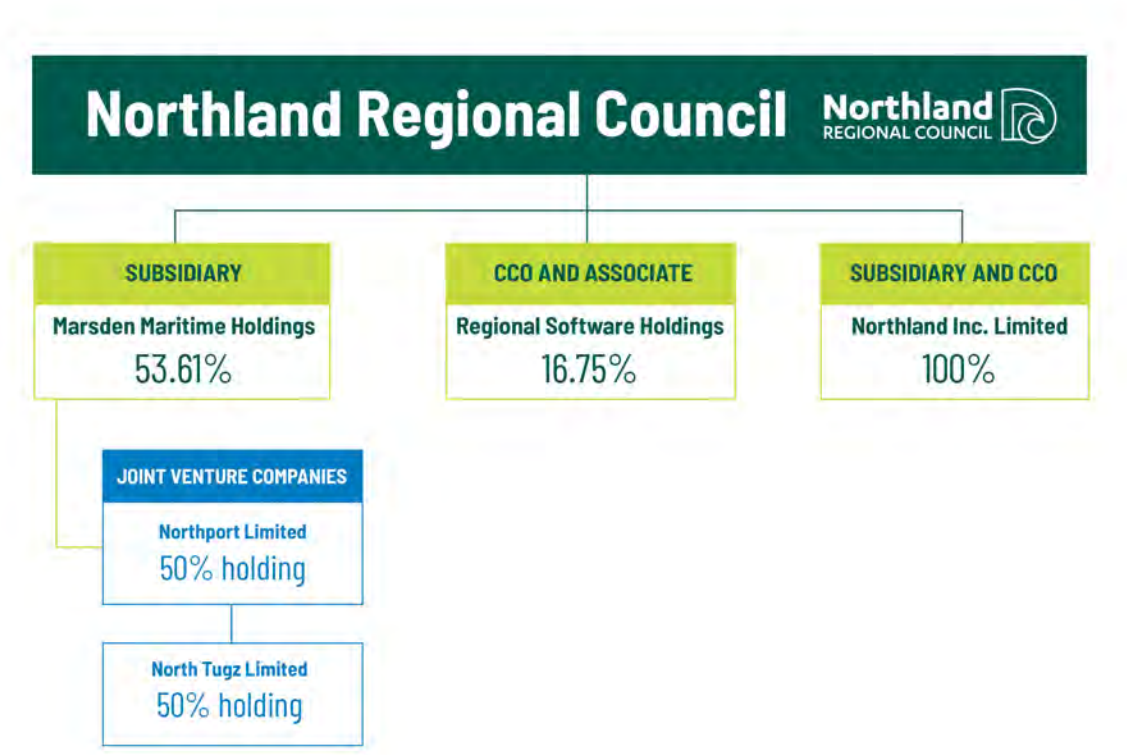 Northland Regional Council
Northland
REGIONAL COUNCIL
SUBSIDIARY
Marsden Maritime Holdings
53.61%
CCO AND ASSOCIATE
Regional Software Holdings
16.75%
SUBSIDIARY AND CCO
Northland Inc. Limited
100%
JOINT VENTURE COMPANIES
Northport Limited
50% holding
North Tugz Limited
50% holding